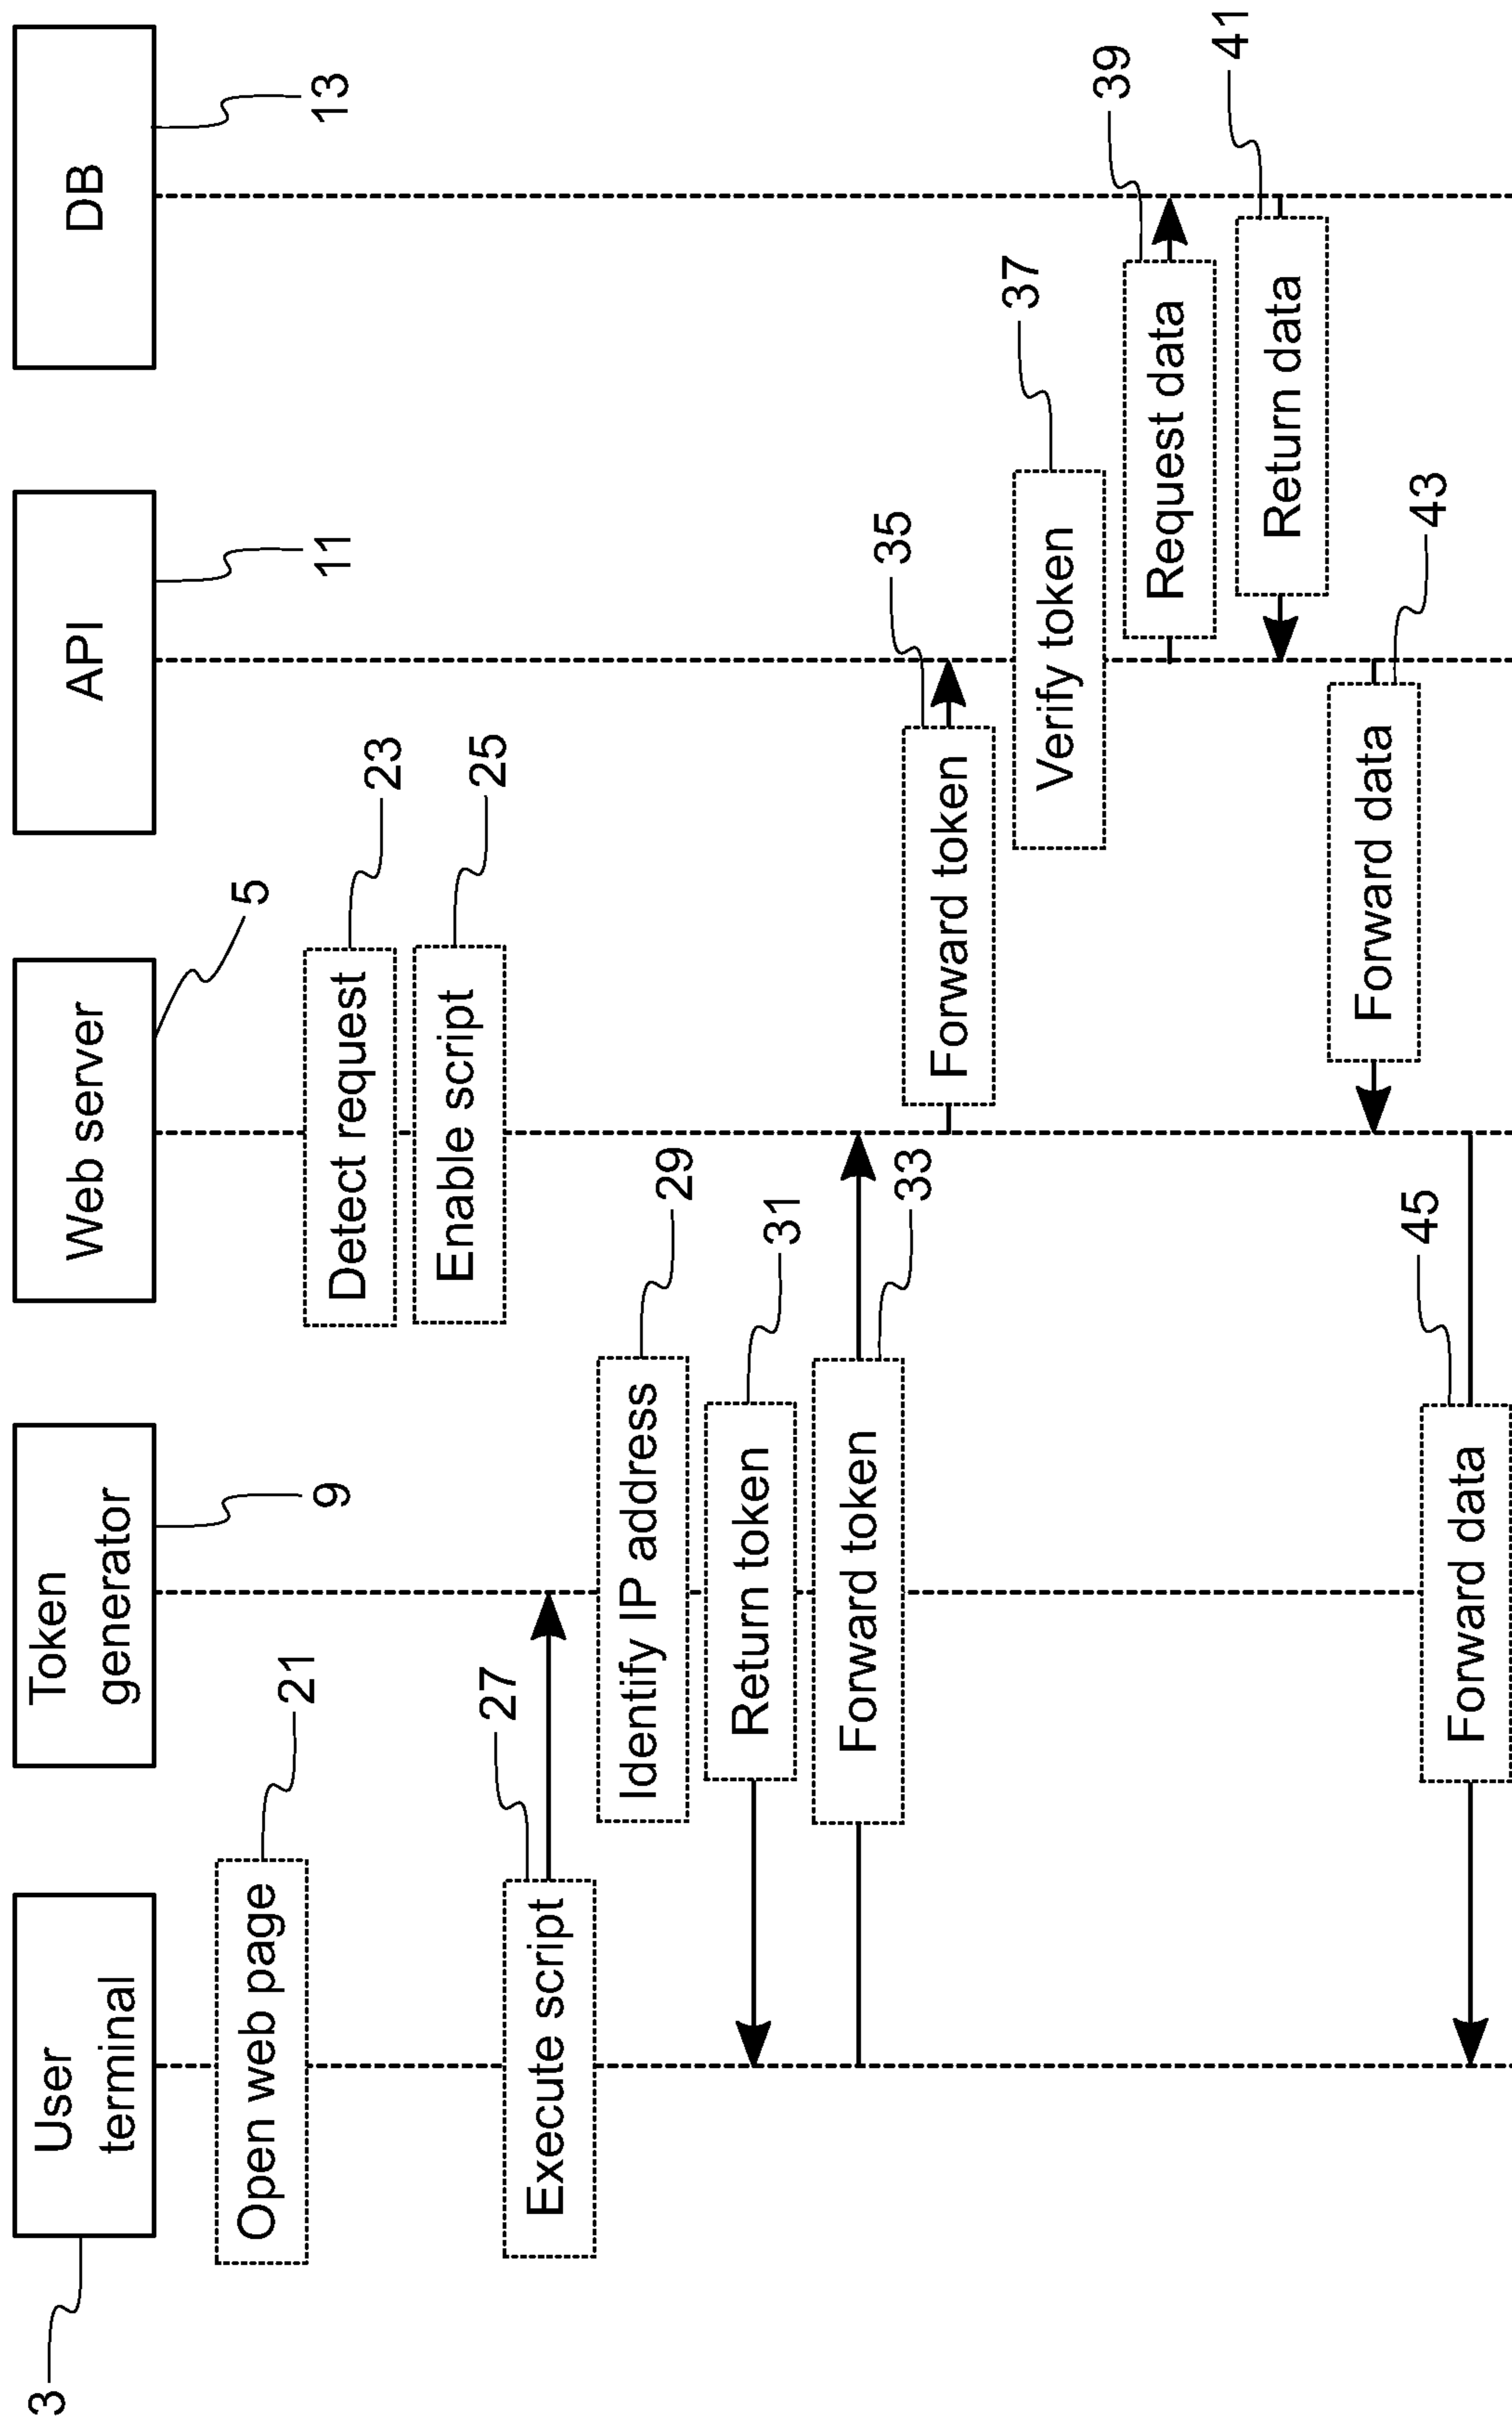 3
User
terminal
Token
generator
9
Web server
5
API
11
DB
13
Open web page
21
Detect request
23
Enable script
25
Execute script
27
Identify IP address
29
Return token
31
Forward token
33
Forward token
35
Verify token
37
Request data
39
Return data
41
Forward data
43
Forward data
45